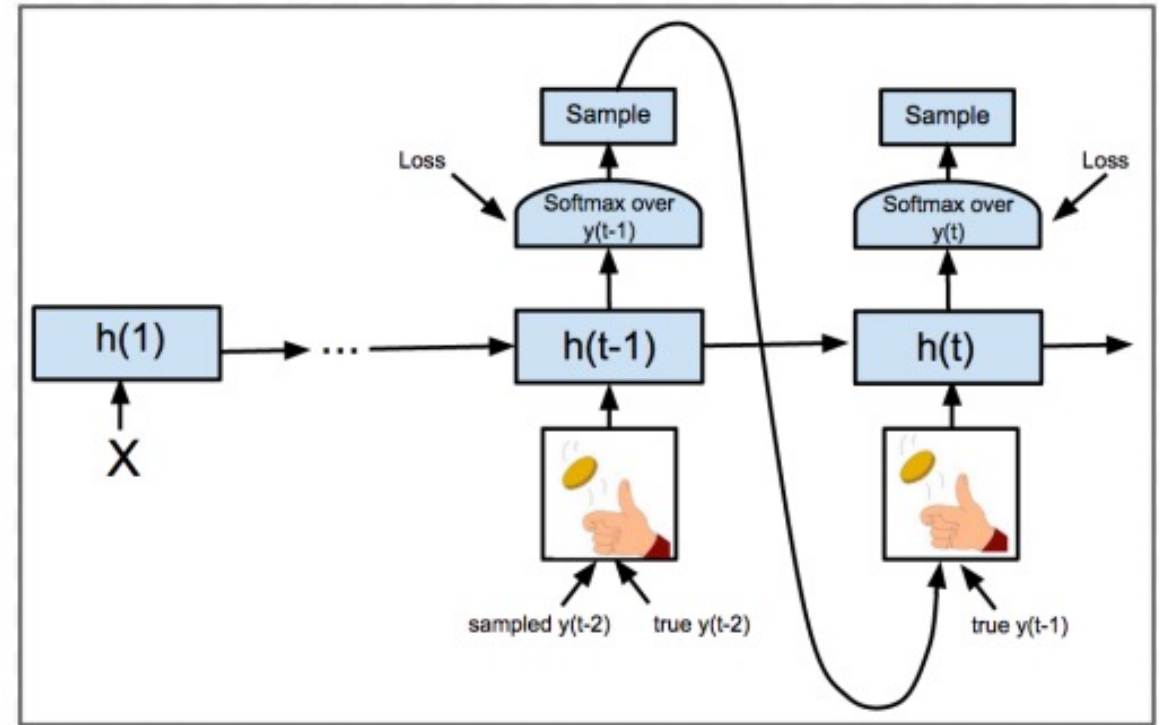 Sample
Sample
Loss
Loss
Softmax over
y(t-1)
Softmax over
y(t)
h(1)
...
h(t-1)
h(t)
X
sampled y(t-2)
true y(t-2)
true y(t-1)